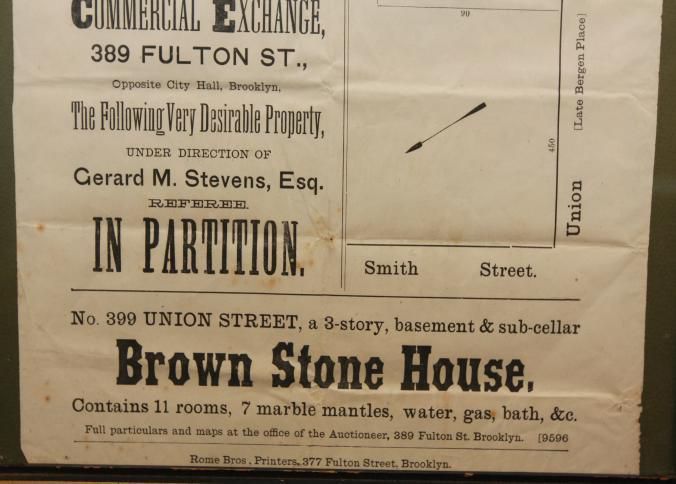 COMMERCIAL EXCHANGE,
389 FULTON ST.,
Opposite City Hall, Brooklyn.
The Following Very Desirable Property,
UNDER DIRECTION OF
Gerard M. Stevens, Esq.
REFEREE.
IN PARTITION.
90
450
Union [Late Bergen Place]
Smith Street.
No. 399 UNION STREET, a 3-story, basement & sub-cellar
Brown Stone House,
Contains 11 rooms, 7 marble mantles, water, gas, bath, &c.
Full particulars and maps at the office of the Auctioneer, 389 Fulton St. Brooklyn. [9596
Rome Bros, Printers, 377 Fulton Street, Brooklyn.